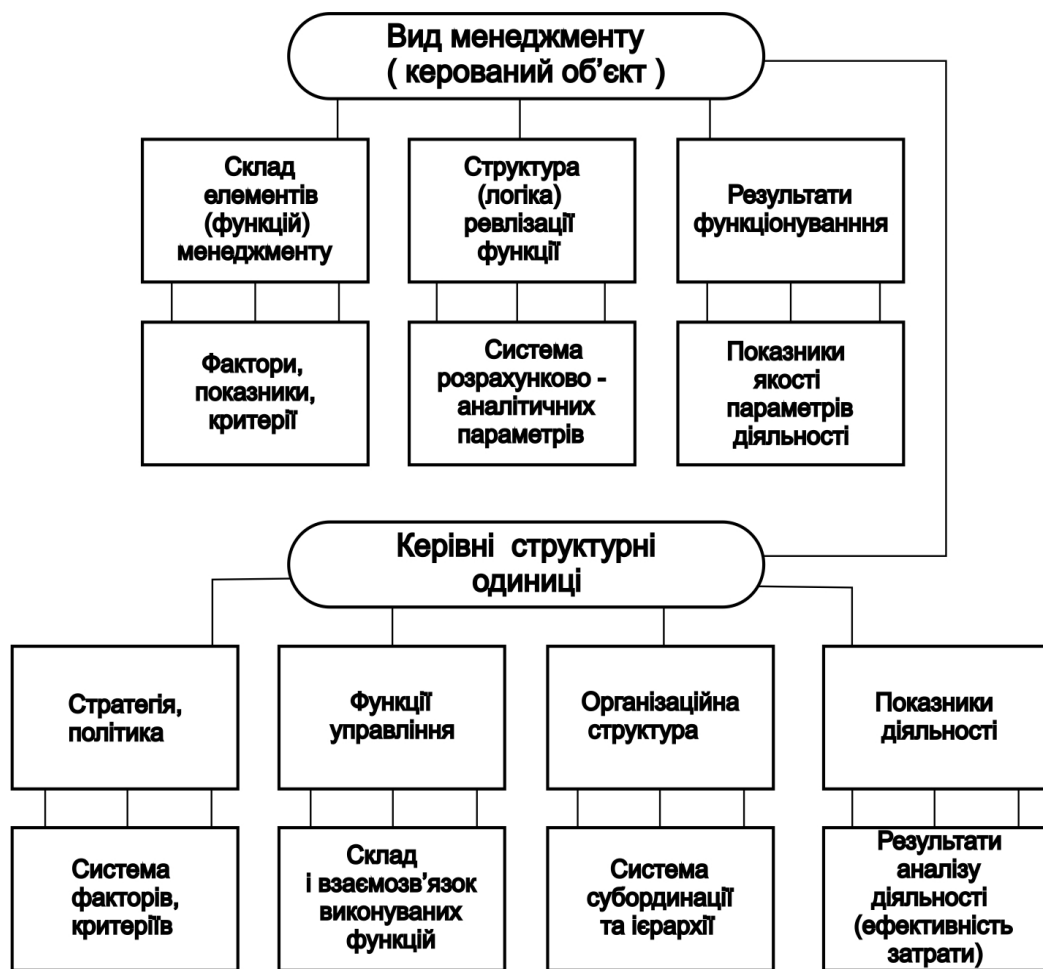 Вид менеджменту
( керований об’єкт )
Склад
елементів
(функцій)
менеджменту
Структура
(логіка)
ревлізації
функції
Результати
функціонуванння
Фактори,
показники,
критерії
Система
розрахунково -
аналітичних
параметрів
Показники
якості
параметрів
діяльності
Керівні структурні
одиниці
Стратегія,
політика
Функції
управління
Організаційна
структура
Показники
діяльності
Система
факторів,
критеріїв
Склад
і взаємозв'язок
виконуваних
функцій
Система
субординації
та ієрархії
Результати
аналізу
діяльності
(ефективність
затрати)